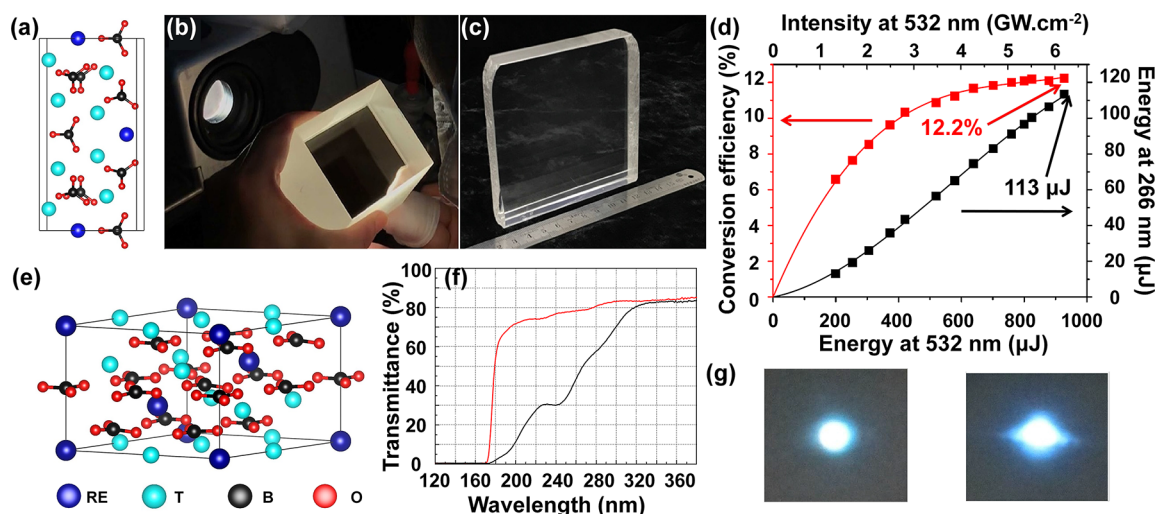 (a)
(b)
(c)
(d)
Intensity at 532 nm (GW.cm-2)
0 1 2 3 4 5 6
Conversion efficiency (%)
12
10
8
6
4
2
0
12.2%
113 µJ
120
100
80
60
40
20
0
Energy at 266 nm (µJ)
0 200 400 600 800 1000
Energy at 532 nm (µJ)
(e)
RE T B O
(f)
Transmittance (%)
100
80
60
40
20
0
120 160 200 240 280 320 360
Wavelength (nm)
(g)